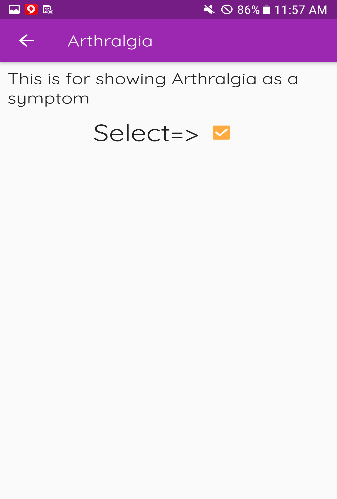 86% 11:57 AM
Arthralgia
This is for showing Arthralgia as a
symptom
Select=>